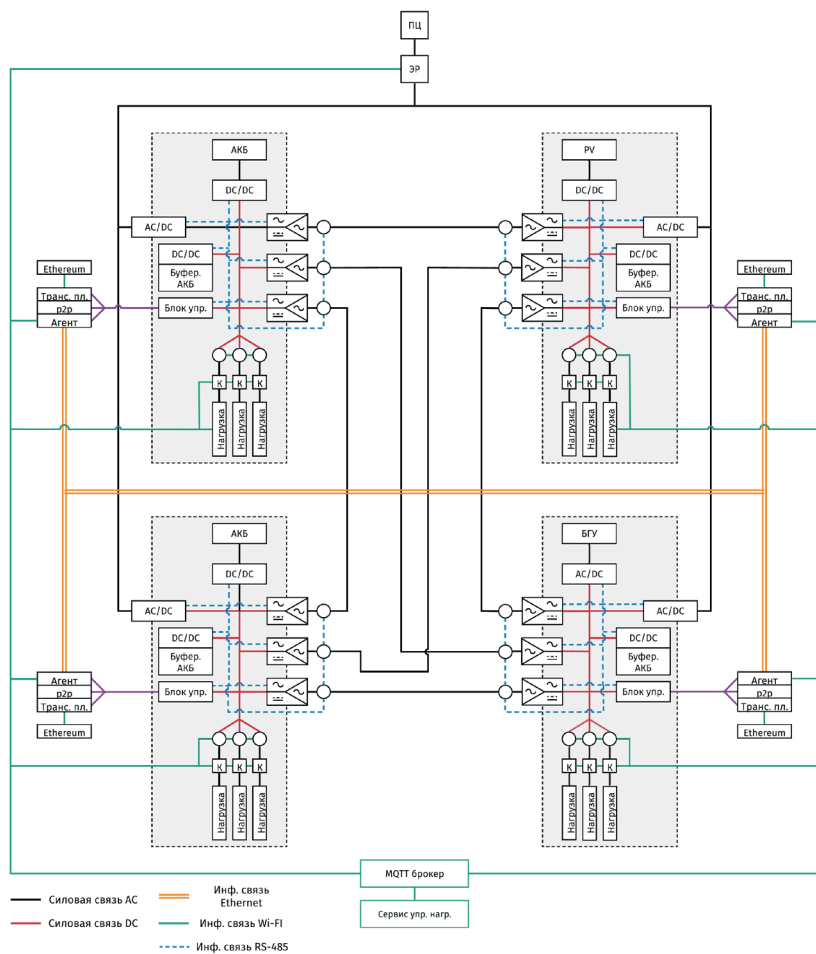 ПЦ
ЭР
АКБ
PV
DC/DC
DC/DC
AC/DC
AC/DC
DC/DC
Буфер.
АКБ
DC/DC
Буфер.
АКБ
Ethereum
Транс. пл.
p2p
Агент
Ethereum
Транс. пл.
p2p
Агент
Блок упр.
Блок упр.
К К К
К К К
Нагрузка Нагрузка Нагрузка
Нагрузка Нагрузка Нагрузка
АКБ
БГУ
DC/DC
AC/DC
AC/DC
AC/DC
DC/DC
Буфер.
АКБ
DC/DC
Буфер.
АКБ
Агент
p2p
Транс. пл.
Ethereum
Агент
p2p
Транс. пл.
Ethereum
Блок упр.
Блок упр.
К К К
К К К
Нагрузка Нагрузка Нагрузка
Нагрузка Нагрузка Нагрузка
MQTT брокер
Сервис упр. нагр.
Силовая связь AC
Силовая связь DC
Инф. связь
Ethernet
Инф. связь Wi-FI
Инф. связь RS-485